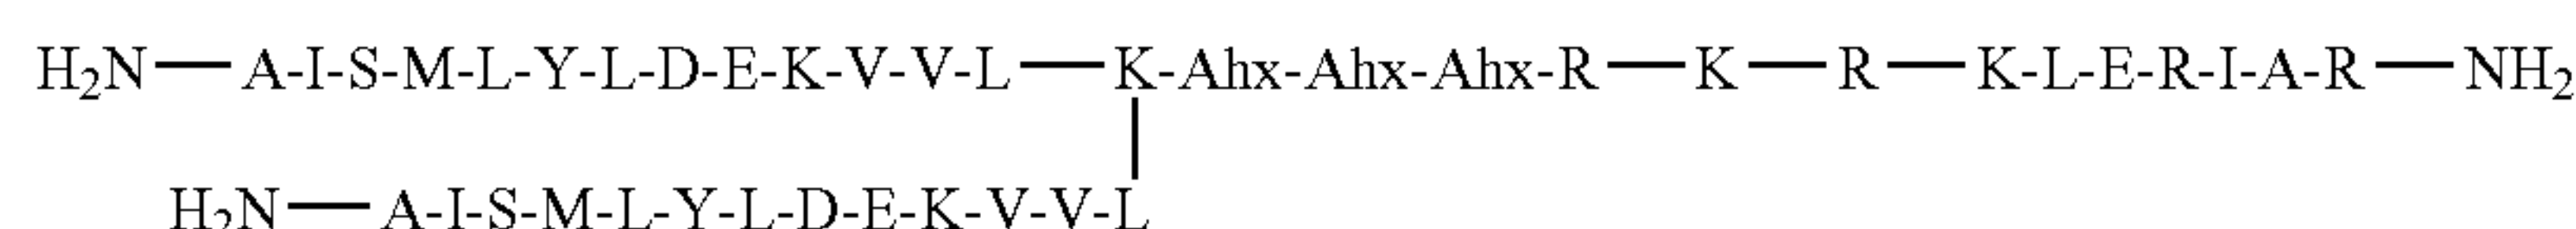 H₂N—A-I-S-M-L-Y-L-D-E-K-V-V-L—K-Ahx-Ahx-Ahx-R—K—R—K-L-E-R-I-A-R—NH₂
H₂N—A-I-S-M-L-Y-L-D-E-K-V-V-L